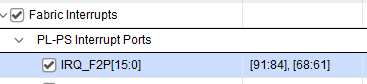 Fabric Interrupts
PL-PS Interrupt Ports
IRQ_F2P[15:0] [91:84], [68:61]